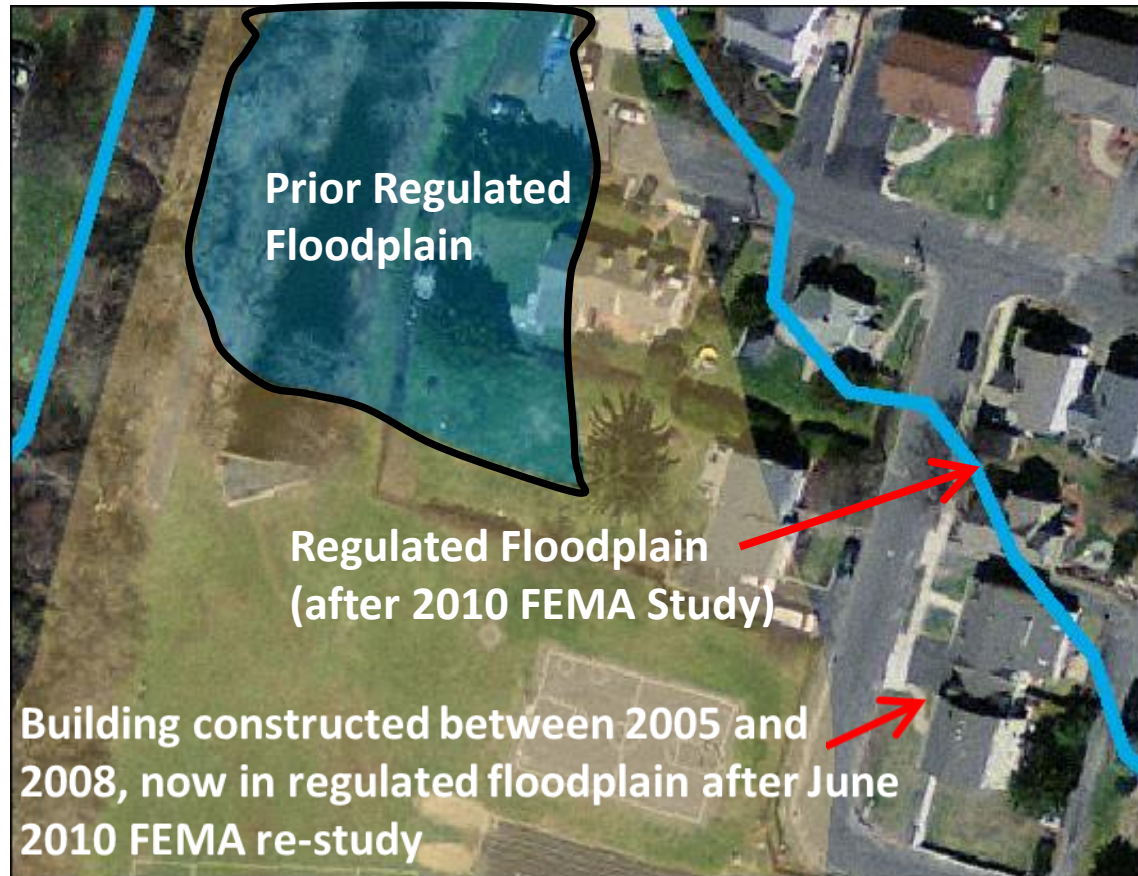 Prior Regulated
Floodplain
Regulated Floodplain
(after 2010 FEMA Study)
Building constructed between 2005 and
2008, now in regulated floodplain after June
2010 FEMA re-study